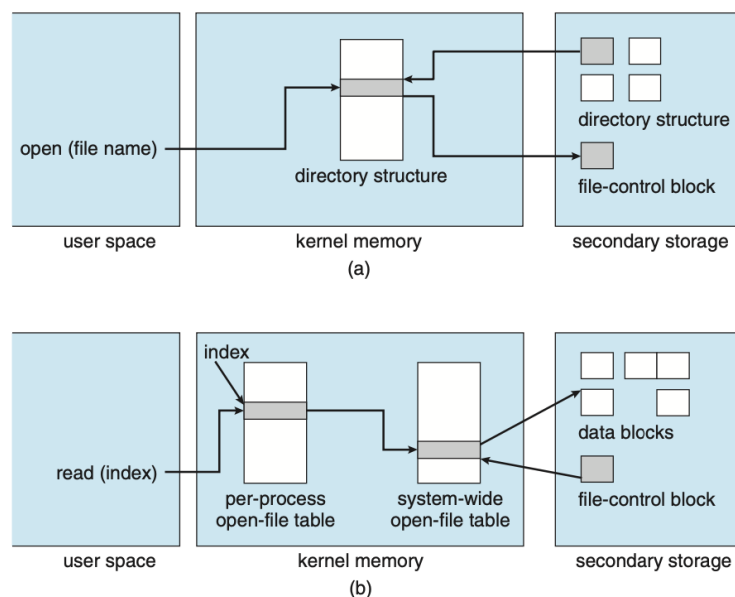 open (file name)
directory structure
directory structure
file-control block
user space
kernel memory
secondary storage
(a)
index
read (index)
per-process
open-file table
system-wide
open-file table
data blocks
file-control block
user space
kernel memory
secondary storage
(b)